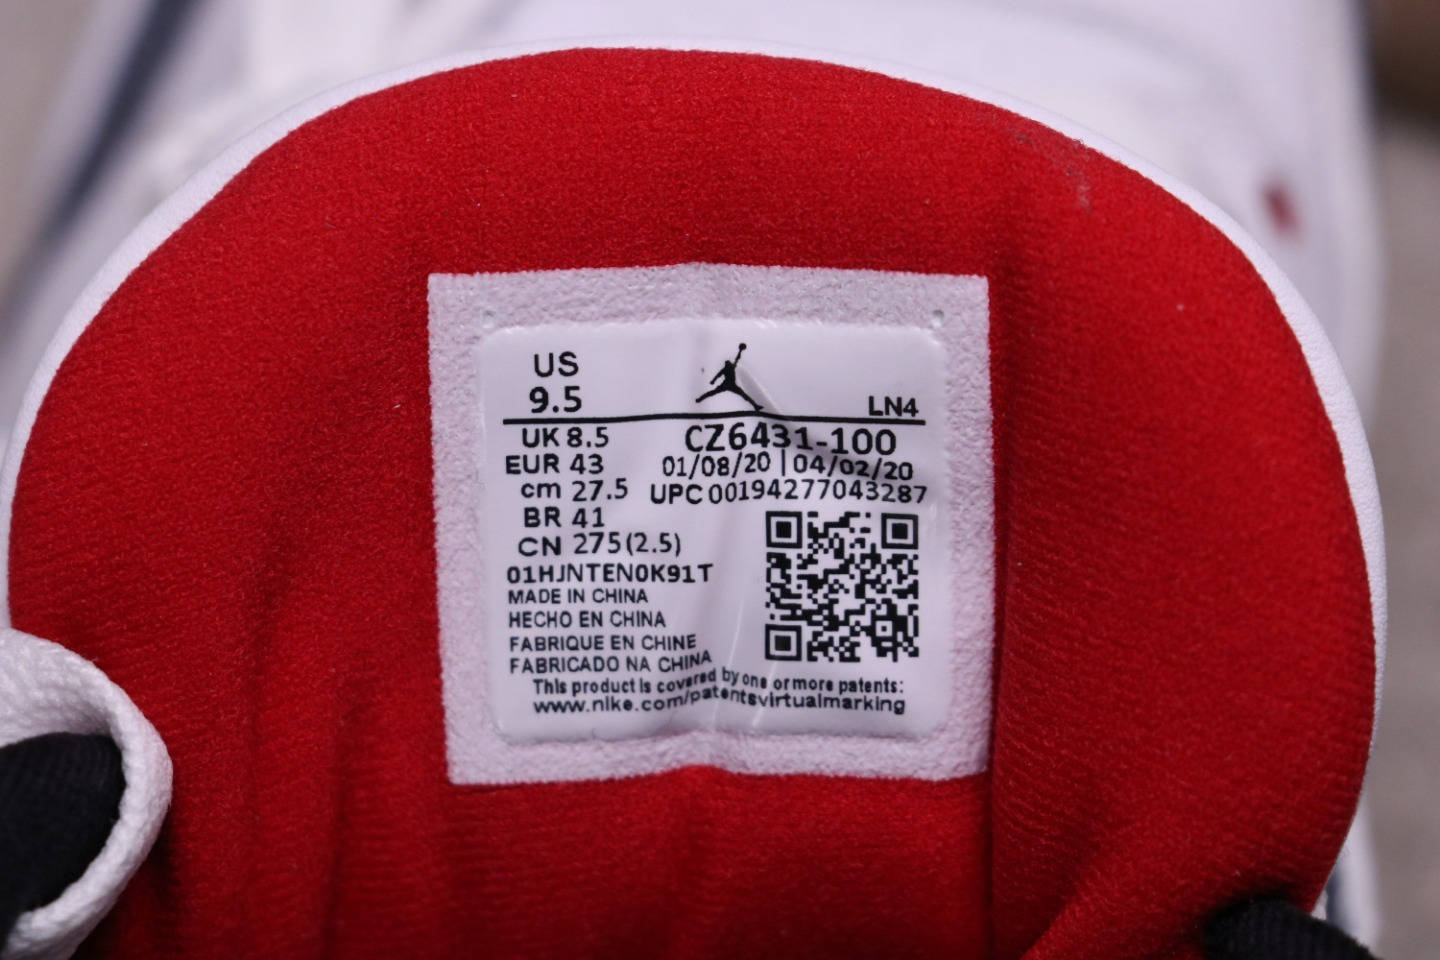 US
9.5
LN4
UK 8.5
EUR 43
cm 27.5
BR 41
CN 275(2.5)
CZ6431-100
01/08/20 | 04/02/20
UPC 00194277043287
01HJNTEN0K91T
MADE IN CHINA
HECHO EN CHINA
FABRIQUE EN CHINE
FABRICADO NA CHINA
This product is covered by one or more patents:
www.nike.com/patentsvirtualmarking